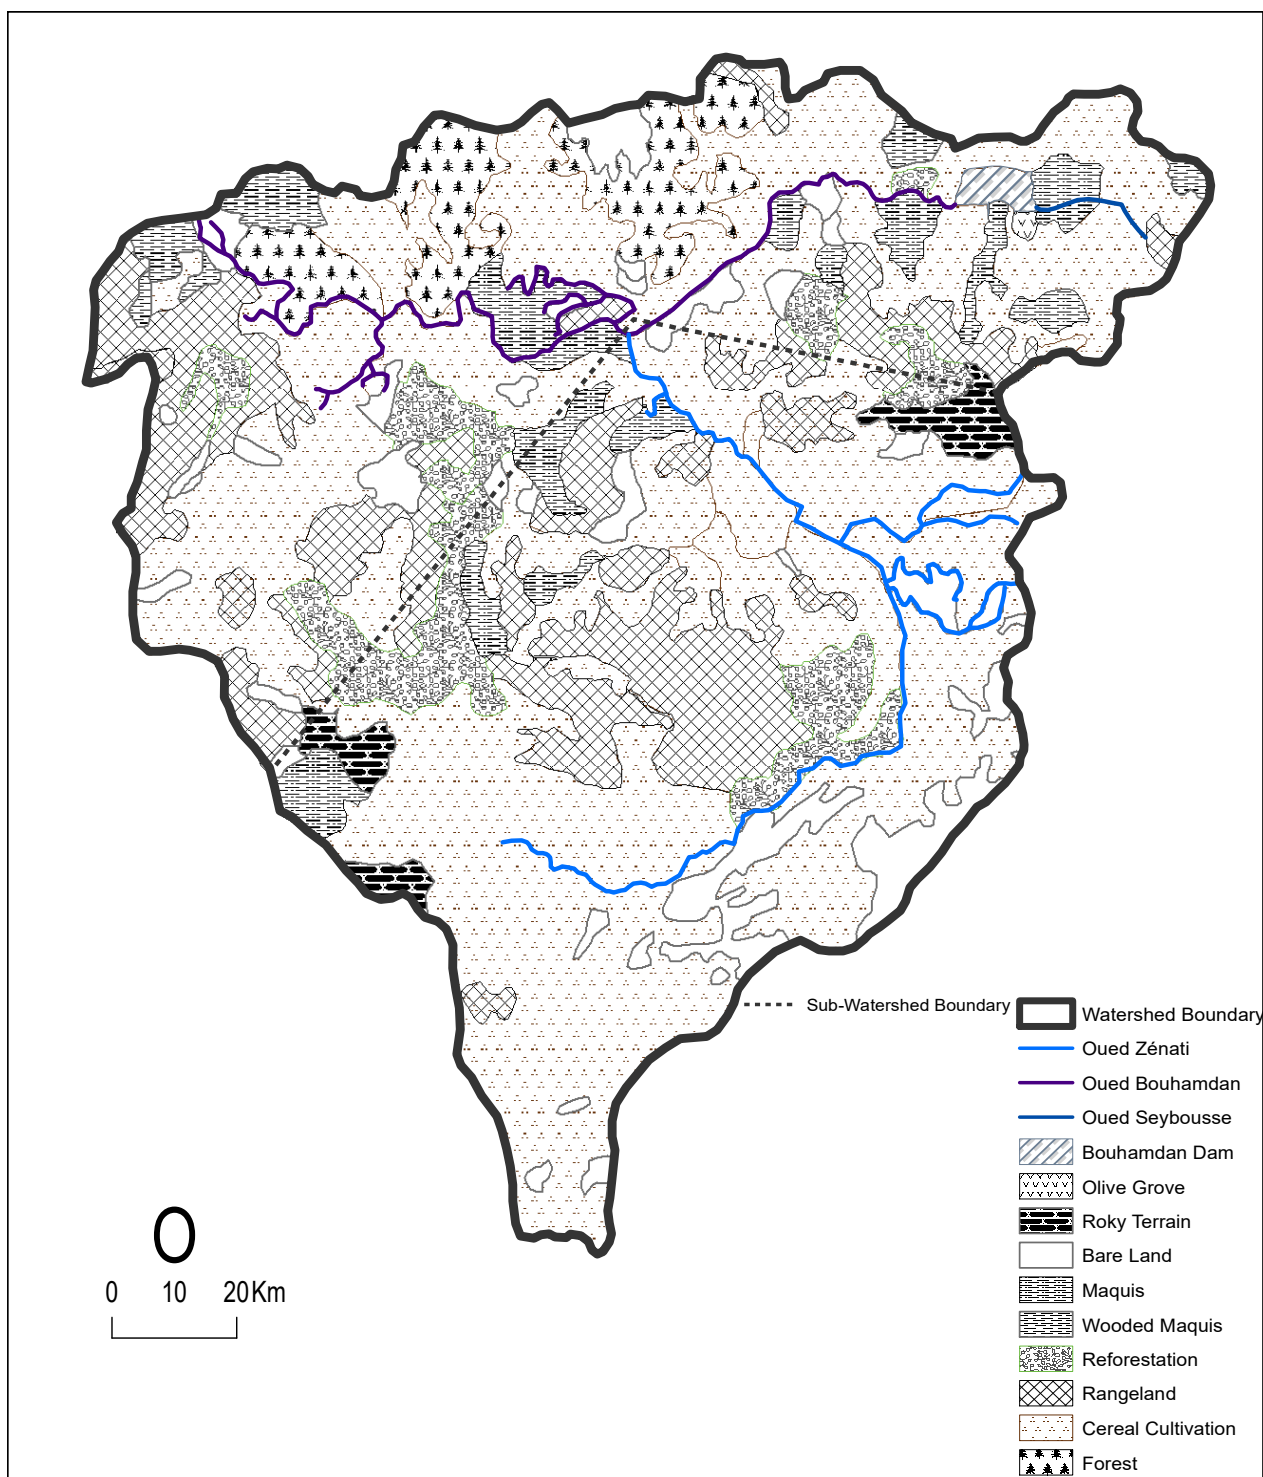 Sub-Watershed Boundary
Watershed Boundary
Oued Zénati
Oued Bouhamdan
Oued Seybousse
Bouhamdan Dam
Olive Grove
Roky Terrain
Bare Land
Maquis
Wooded Maquis
Reforestation
Rangeland
Cereal Cultivation
Forest
O
0 10 20Km